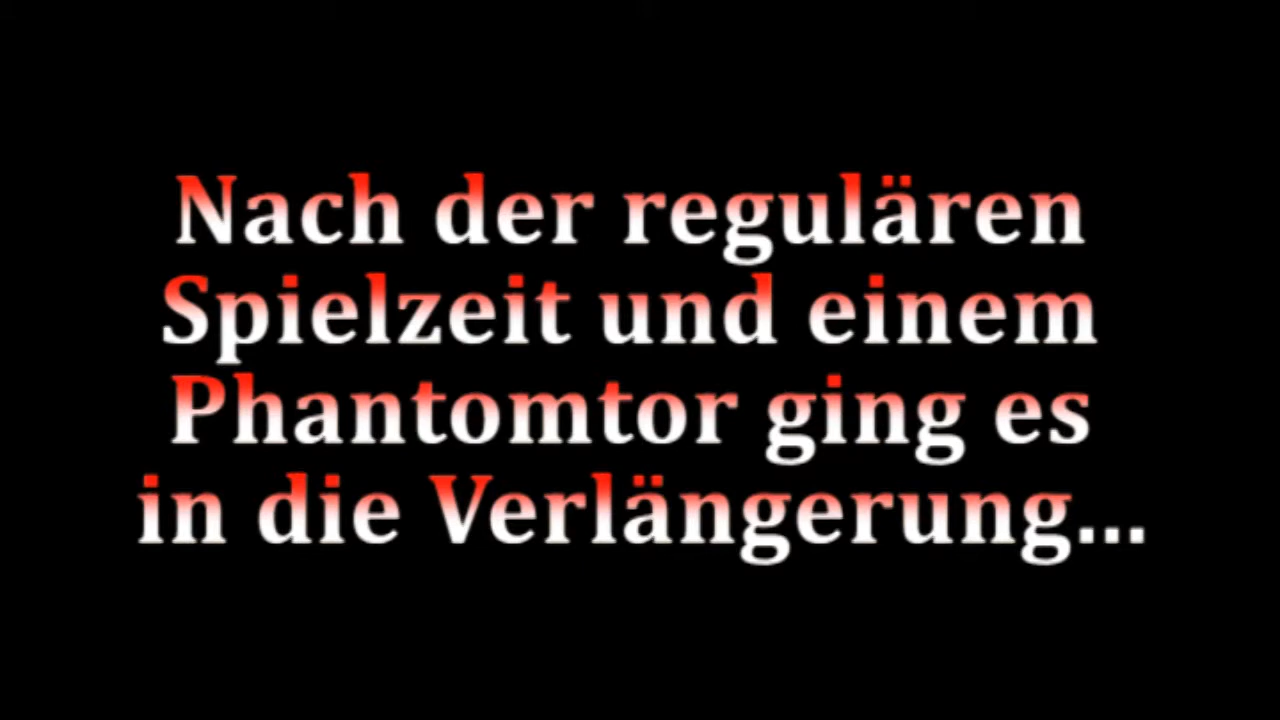 Nach der regulären
Spielzeit und einem
Phantomtor ging es
in die Verlängerung...